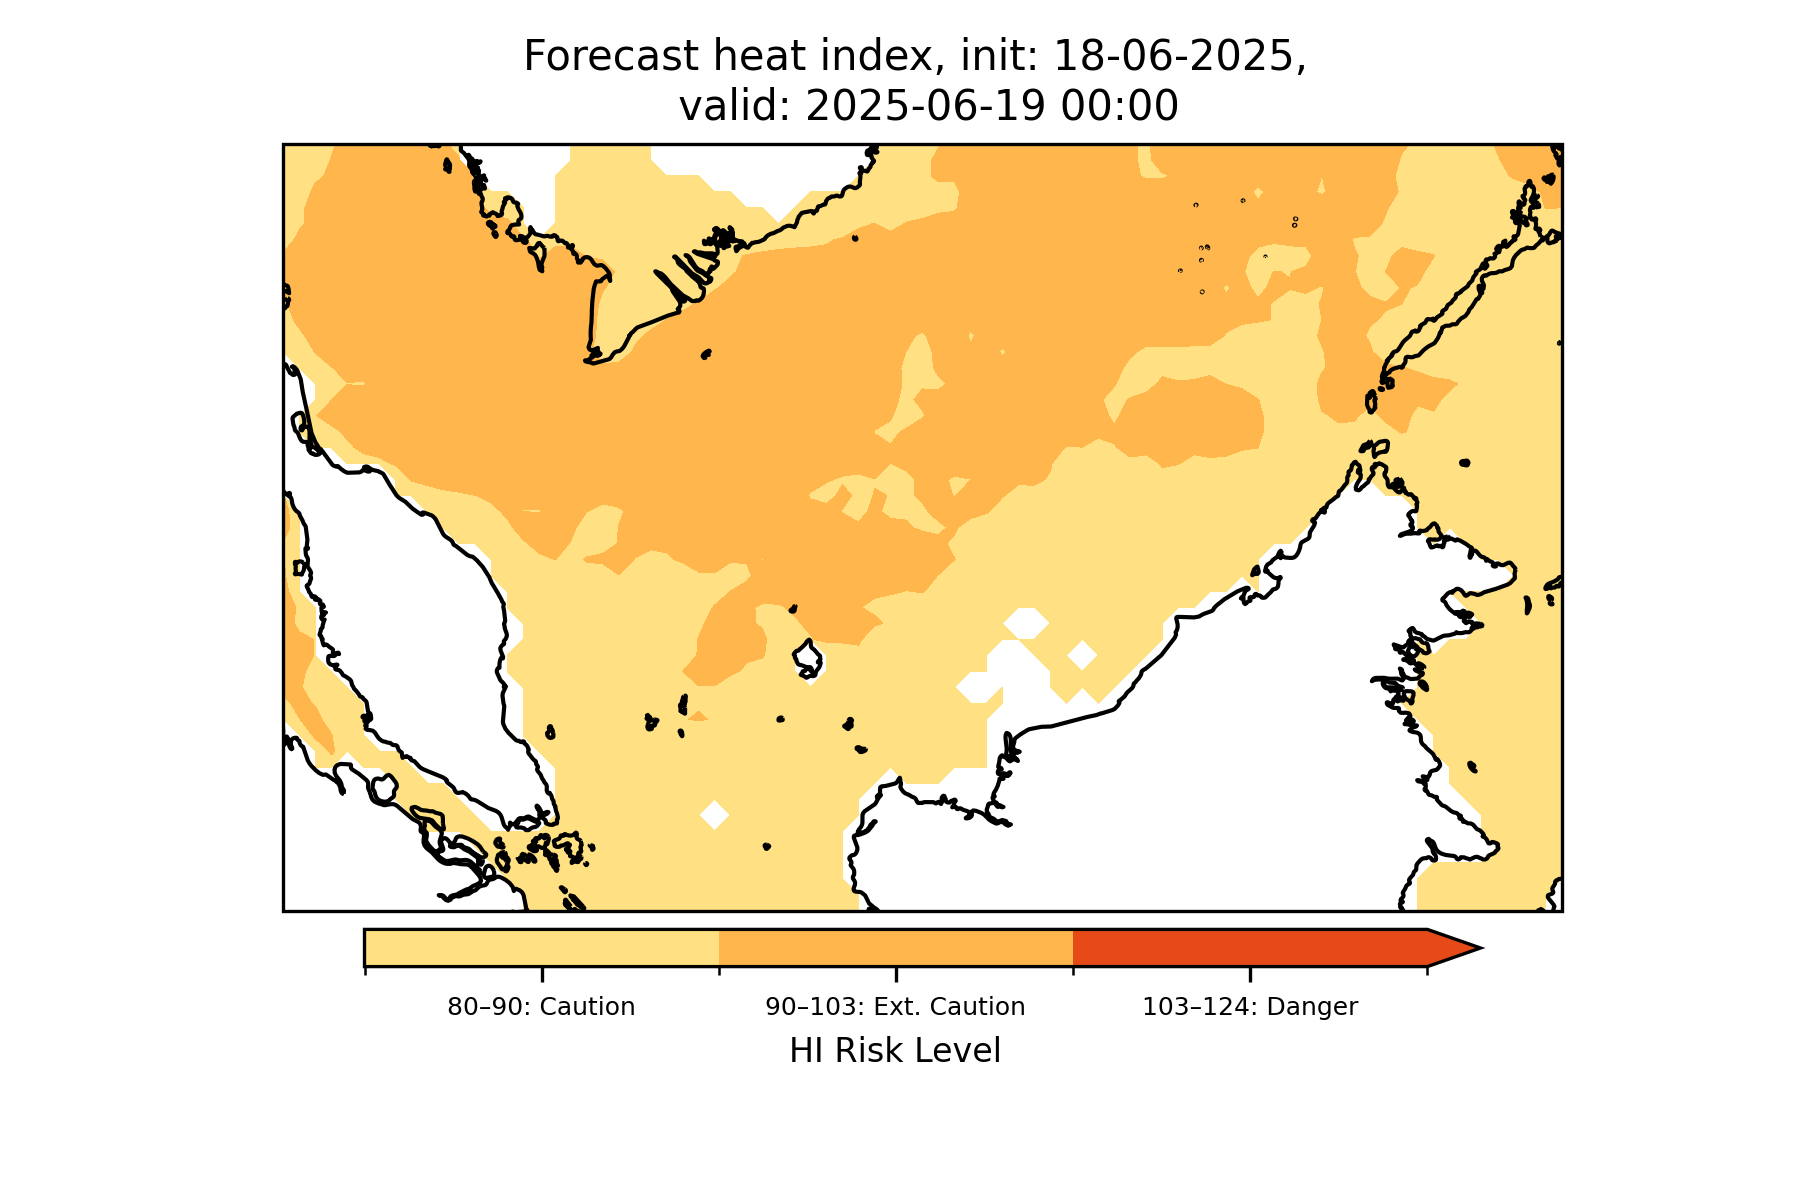 Forecast heat index, init: 18-06-2025,
valid: 2025-06-19 00:00
80–90: Caution
90–103: Ext. Caution
103–124: Danger
HI Risk Level